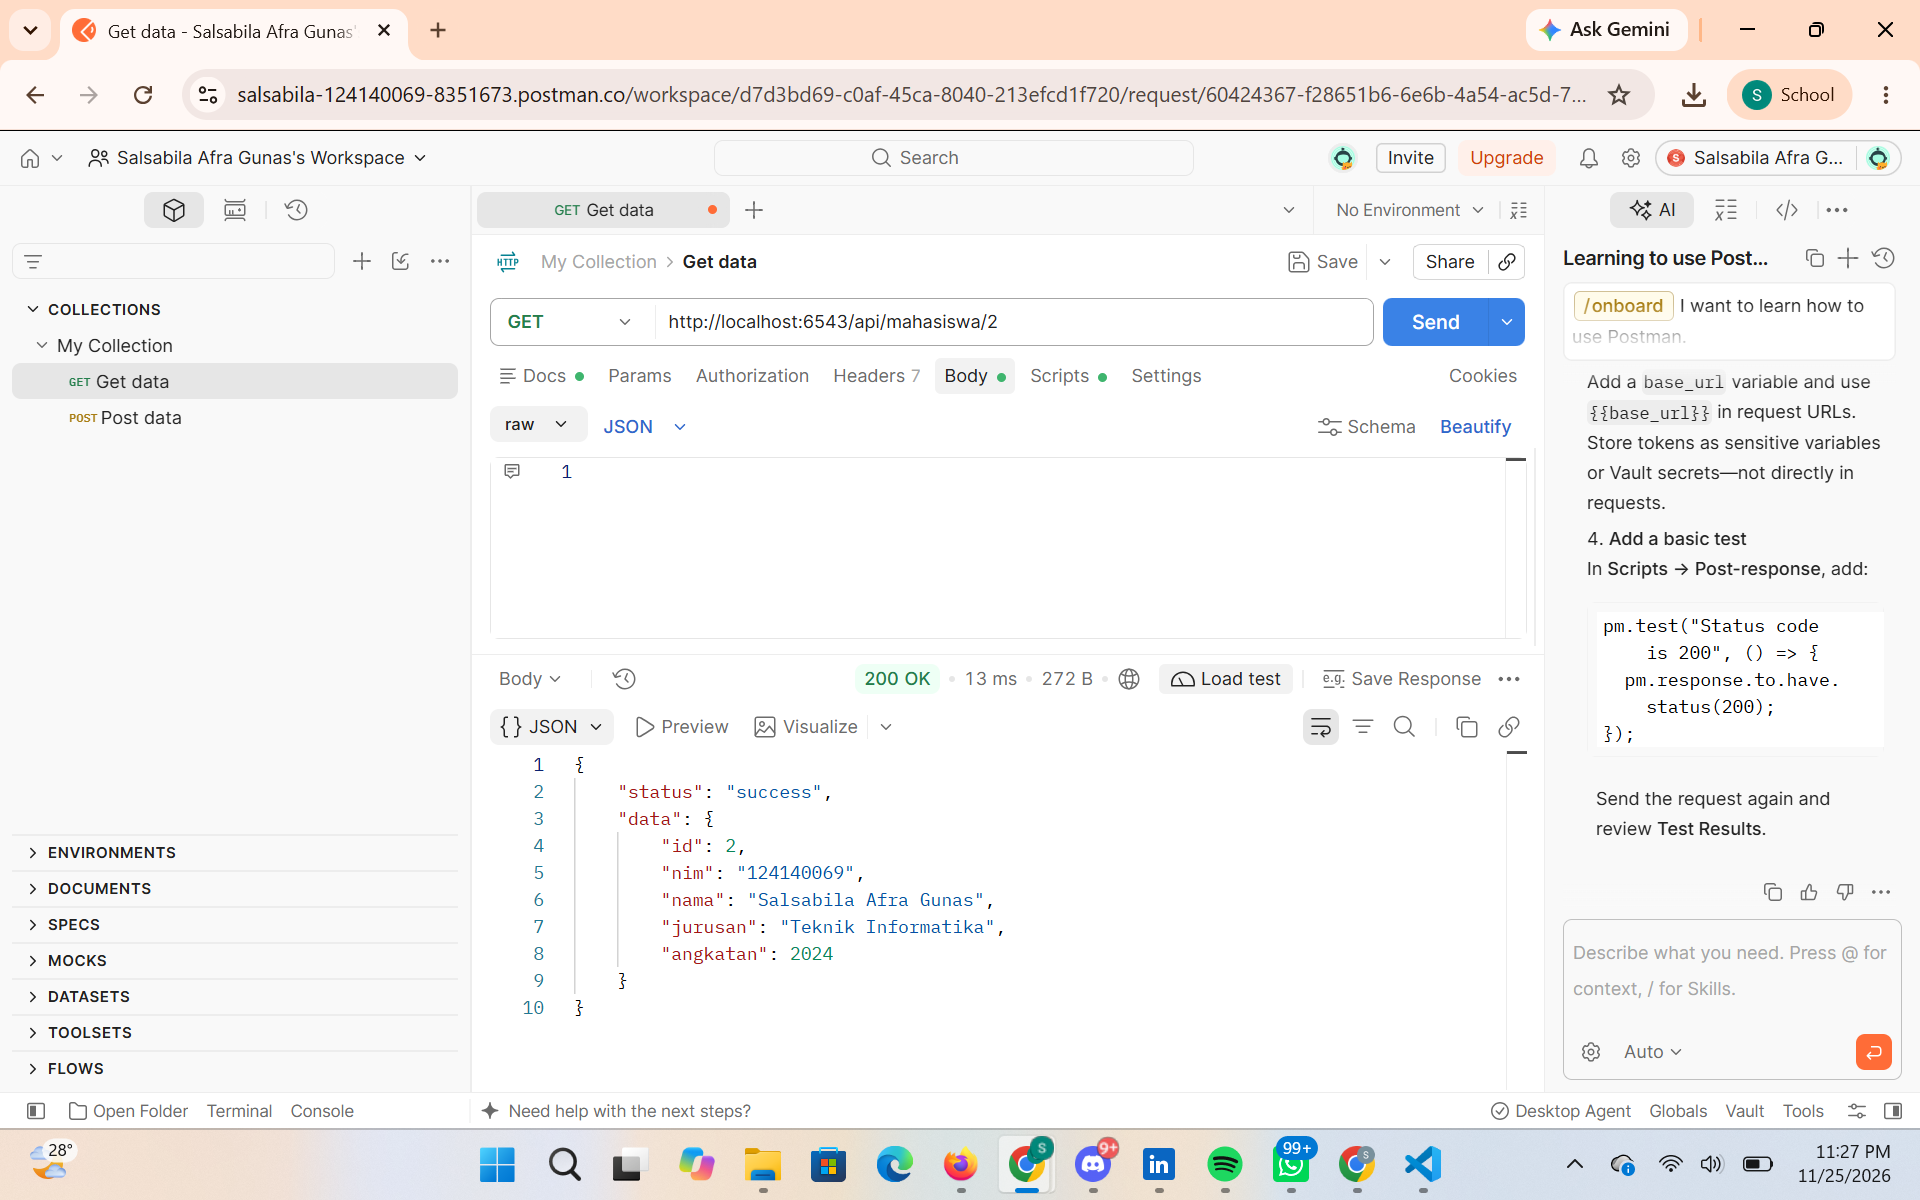 Get data - Salsabila Afra Gunas'
Ask Gemini
salsabila-124140069-8351673.postman.co/workspace/d7d3bd69-c0af-45ca-8040-213efcd1f720/request/60424367-f28651b6-6e6b-4a54-ac5d-7...
S School
Salsabila Afra Gunas's Workspace
Search
Invite
Upgrade
S Salsabila Afra G...
GET Get data
No Environment
AI
HTTP My Collection > Get data
Save
Share
Learning to use Post...
COLLECTIONS
My Collection
GET Get data
POST Post data
GET
http://localhost:6543/api/mahasiswa/2
Send
Docs
Params
Authorization
Headers 7
Body
Scripts
Settings
Cookies
raw
JSON
Schema
Beautify
1
/onboard I want to learn how to
use Postman.
Add a base_url variable and use
{{base_url}} in request URLs.
Store tokens as sensitive variables
or Vault secrets—not directly in
requests.
4. Add a basic test
In Scripts → Post-response, add:
pm.test("Status code
is 200", () => {
pm.response.to.have.
status(200);
});
Send the request again and
review Test Results.
Body
200 OK • 13 ms • 272 B •
Load test
e.g. Save Response
{} JSON
Preview
Visualize
1 {
2 "status": "success",
3 "data": {
4 "id": 2,
5 "nim": "124140069",
6 "nama": "Salsabila Afra Gunas",
7 "jurusan": "Teknik Informatika",
8 "angkatan": 2024
9 }
10 }
ENVIRONMENTS
DOCUMENTS
SPECS
MOCKS
DATASETS
TOOLSETS
FLOWS
Describe what you need. Press @ for
context, / for Skills.
Auto
Open Folder
Terminal
Console
Need help with the next steps?
Desktop Agent
Globals
Vault
Tools
28°
S
9+
in
99+
S
11:27 PM
11/25/2026